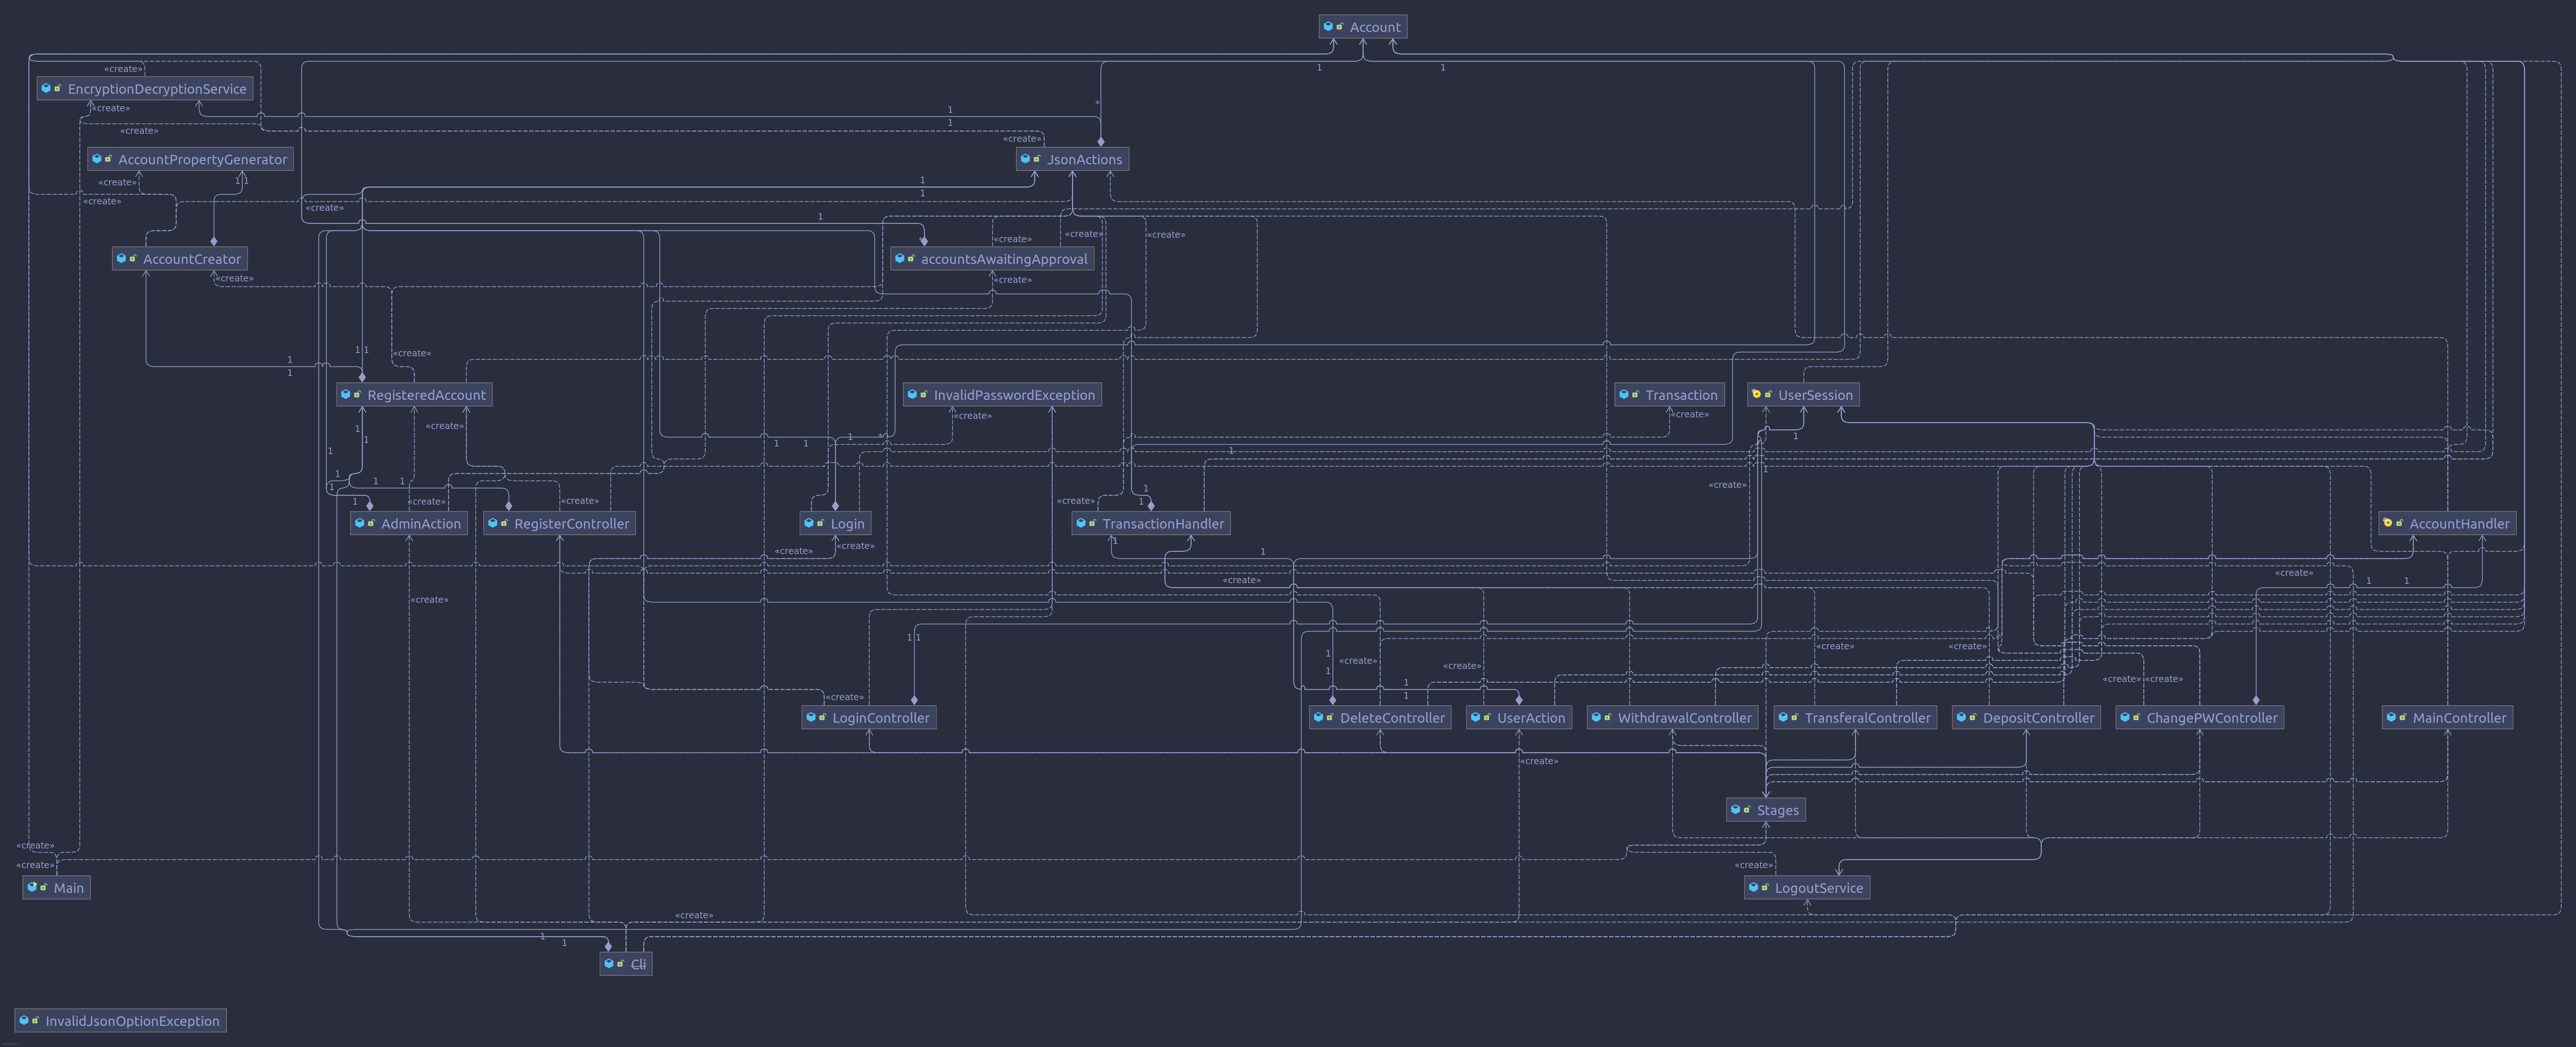 Account
1
1
«create»
EncryptionDecryptionService
«create»
*
1
1
«create»
«create»
AccountPropertyGenerator
JsonActions
«create»
1
1
1
1
«create»
«create»
1
«create»
«create»
«create»
AccountCreator
accountsAwaitingApproval
«create»
«create»
1
1
«create»
1
1
RegisteredAccount
InvalidPasswordException
Transaction
UserSession
«create»
«create»
«create»
1
1
1
1
1
*
1
1
1
1
1
1
1
1
«create»
1
1
1
«create»
«create»
«create»
AdminAction
RegisterController
Login
TransactionHandler
AccountHandler
1
«create»
«create»
1
«create»
«create»
1
1
«create»
1
1
1
«create»
«create»
«create»
«create»
1
«create»
«create»
1
1
«create»
LoginController
DeleteController
UserAction
WithdrawalController
TransferalController
DepositController
ChangePWController
MainController
«create»
Stages
«create»
«create»
«create»
Main
LogoutService
«create»
1
1
Cli
InvalidJsonOptionException